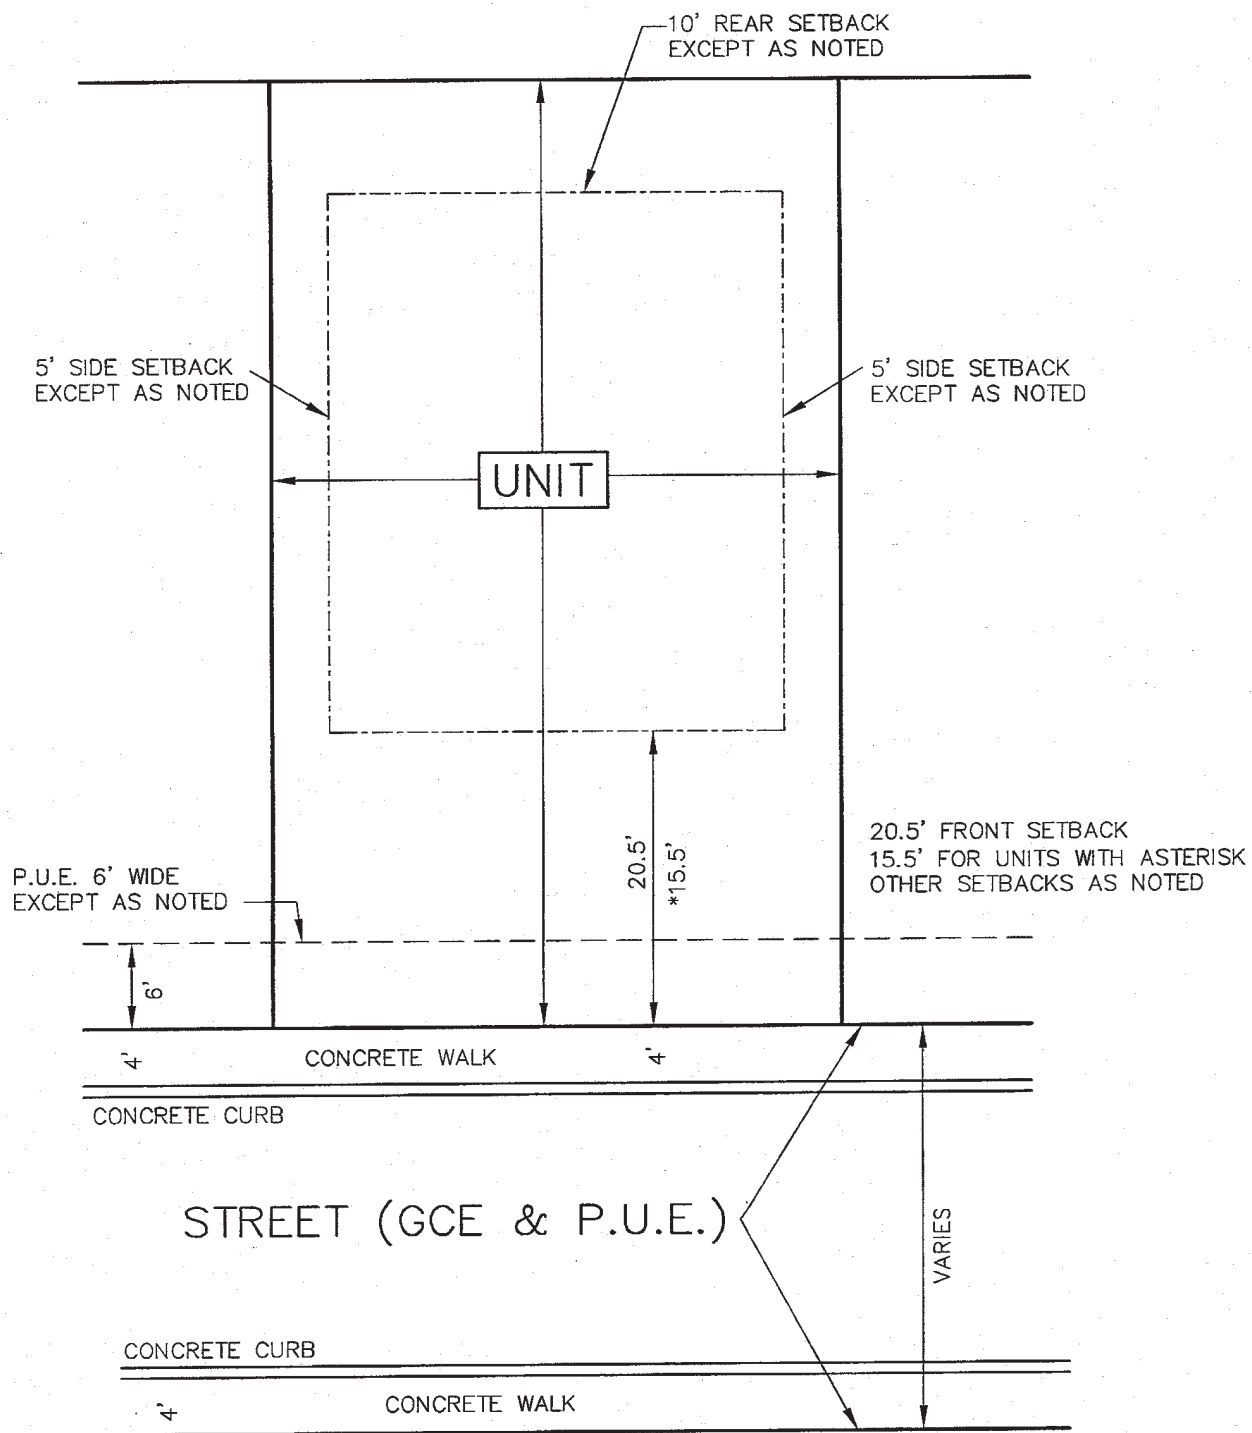 10' REAR SETBACK
EXCEPT AS NOTED
5' SIDE SETBACK
EXCEPT AS NOTED
5' SIDE SETBACK
EXCEPT AS NOTED
UNIT
20.5'
*15.5'
20.5' FRONT SETBACK
15.5' FOR UNITS WITH ASTERISK
OTHER SETBACKS AS NOTED
P.U.E. 6' WIDE
EXCEPT AS NOTED
6'
4'
CONCRETE WALK
4'
CONCRETE CURB
STREET (GCE & P.U.E.)
VARIES
CONCRETE CURB
4'
CONCRETE WALK